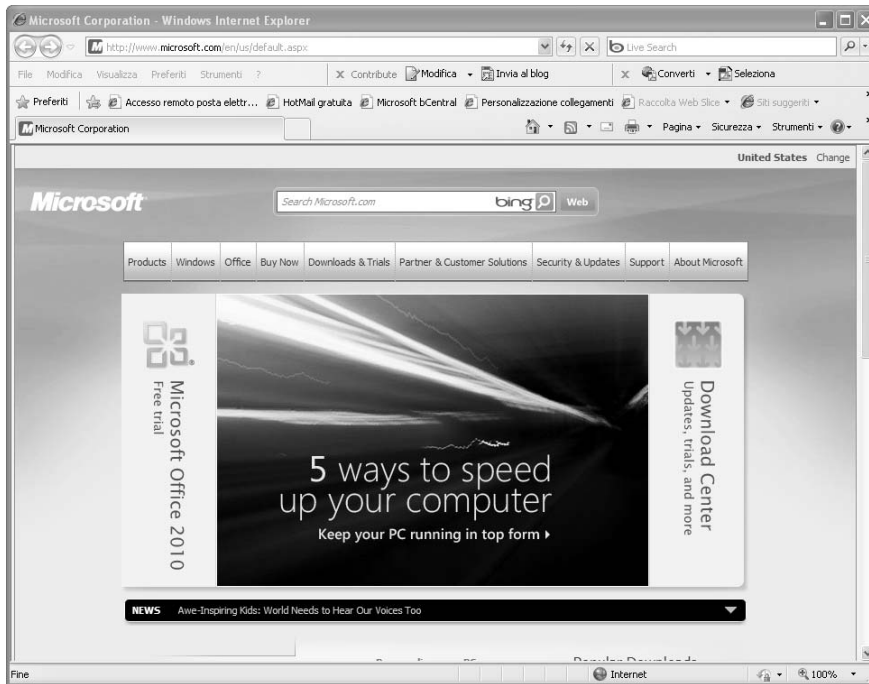 Microsoft Corporation - Windows Internet Explorer
http://www.microsoft.com/en/us/default.aspx
Live Search
File Modifica Visualizza Preferiti Strumenti ?
X Contribute Modifica Invia al blog
x Converti Seleziona
Preferiti Accesso remoto posta elettr... HotMail gratuita Microsoft bCentral Personalizzazione collegamenti Raccolta Web Slice Siti suggeriti
Microsoft Corporation
Pagina Sicurezza Strumenti
United States Change
Microsoft
Search Microsoft.com bing Web
Products Windows Office Buy Now Downloads & Trials Partner & Customer Solutions Security & Updates Support About Microsoft
Microsoft Office 2010
Free trial
5 ways to speed
up your computer
Keep your PC running in top form
Download Center
Updates, trials, and more
NEWS Awe-Inspiring Kids: World Needs to Hear Our Voices Too
Popular Downloads
Fine Internet 100%